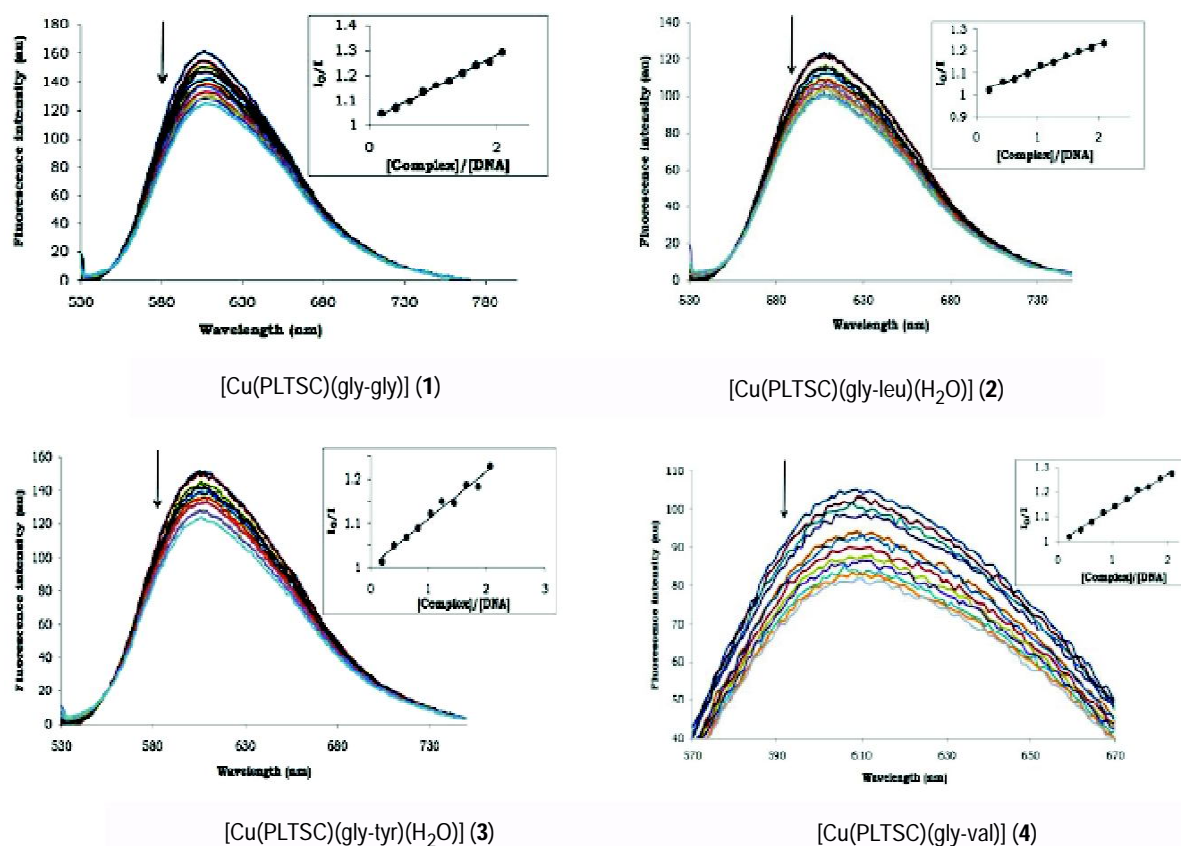 180
160
140
120
100
80
60
40
20
0
Fluorescence intensity (nm)
530 580 630 680 730 780
Wavelength (nm)
1.4
1.3
1.2
1.1
1
I0/I
0 2
[Complex]/[DNA]
[Cu(PLTSC)(gly-gly)] (1)
140
120
100
80
60
40
20
0
Fluorescence intensity (nm)
530 580 630 680 730
Wavelength (nm)
1.3
1.2
1.1
1
0.9
I0/I
0 1 2
[Complex]/[DNA]
[Cu(PLTSC)(gly-leu)(H2O)] (2)
160
140
120
100
80
60
40
20
0
Fluorescence intensity (nm)
530 580 630 680 730
Wavelength (nm)
1.2
1.1
1
I0/I
0 1 2 3
[Complex]/[DNA]
[Cu(PLTSC)(gly-tyr)(H2O)] (3)
110
100
90
80
70
60
50
40
Fluorescence intensity (nm)
570 590 610 630 650 670
Wavelength (nm)
1.3
1.2
1.1
1
I0/I
0 1 2
[Complex]/[DNA]
[Cu(PLTSC)(gly-val)] (4)